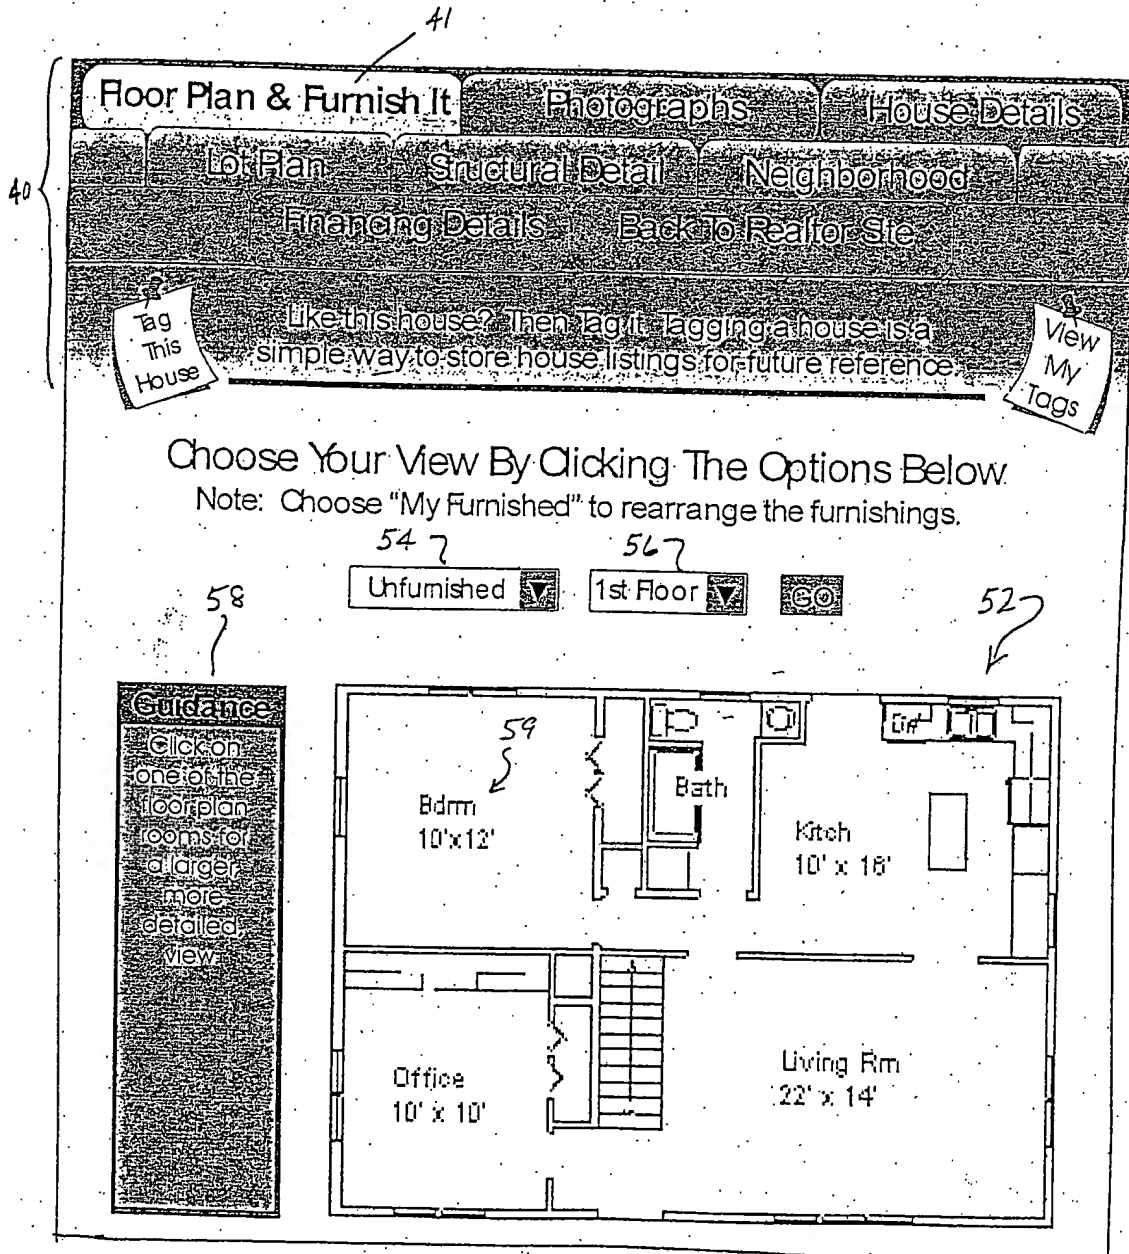 41
Floor Plan & Furnish It Photographs House Details
40
Lot Plan Structural Detail Neighborhood
Financing Details Back To Realtor Site
Tag
This
House
Like this house? Then Tag it. Tagging a house is a
simple way to store house listings for future reference.
View
My
Tags
Choose Your View By Clicking The Options Below.
Note: Choose "My Furnished" to rearrange the furnishings.
54 56
Unfurnished 1st Floor GO
58 52
Guidance
Click on
one of the
floor plan
rooms for
a larger,
more
detailed
view
59
Bdrm
10'x12'
Bath
Kitch
10' x 16'
Office
10' x 10'
Living Rm
22' x 14'